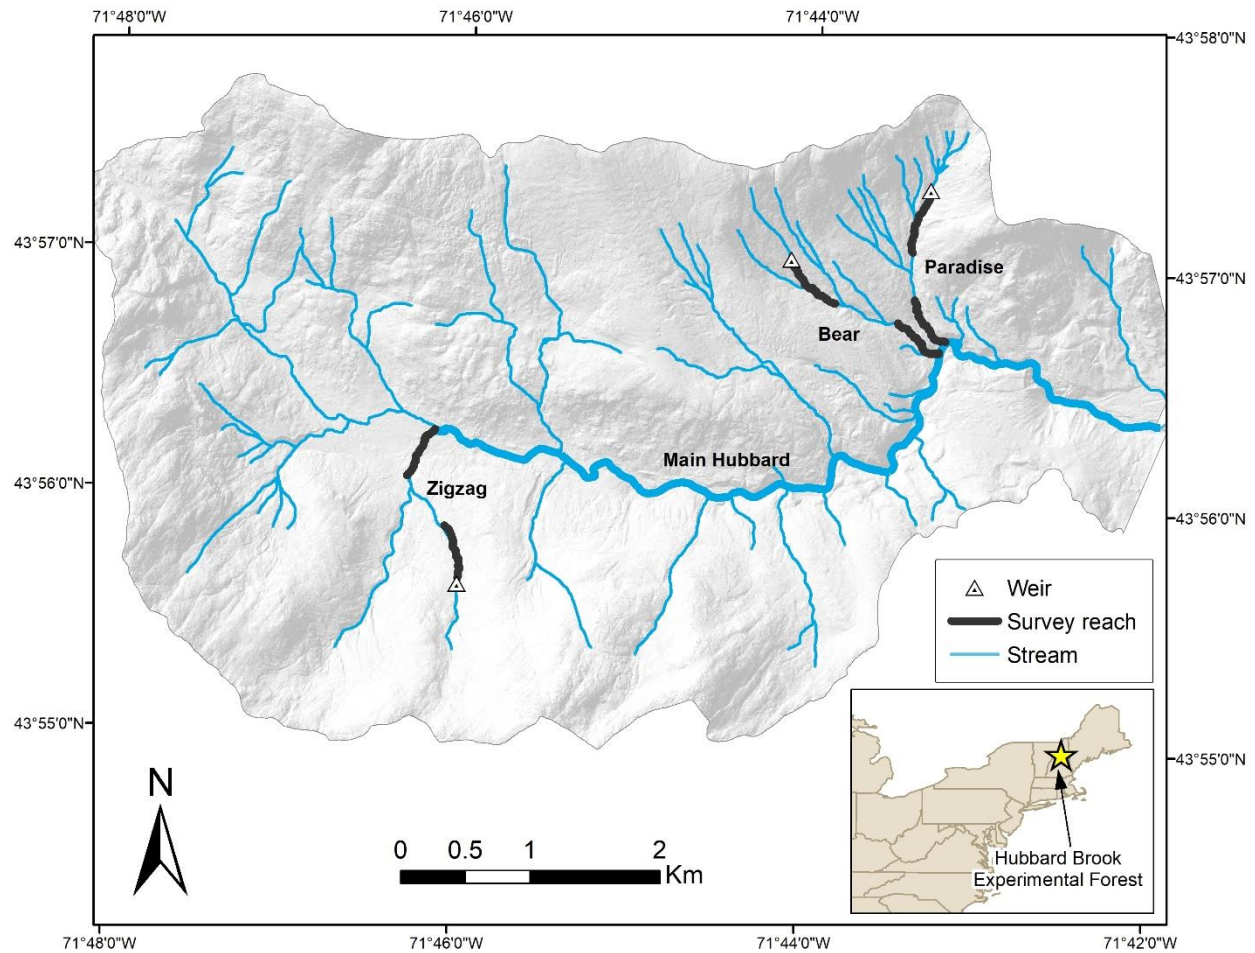 71°48'0"W
71°46'0"W
71°44'0"W
43°58'0"N
43°57'0"N
43°57'0"N
Paradise
Bear
Main Hubbard
Zigzag
43°56'0"N
43°56'0"N
Weir
Survey reach
Stream
43°55'0"N
43°55'0"N
N
0 0.5 1 2
Km
Hubbard Brook
Experimental Forest
71°48'0"W
71°46'0"W
71°44'0"W
71°42'0"W